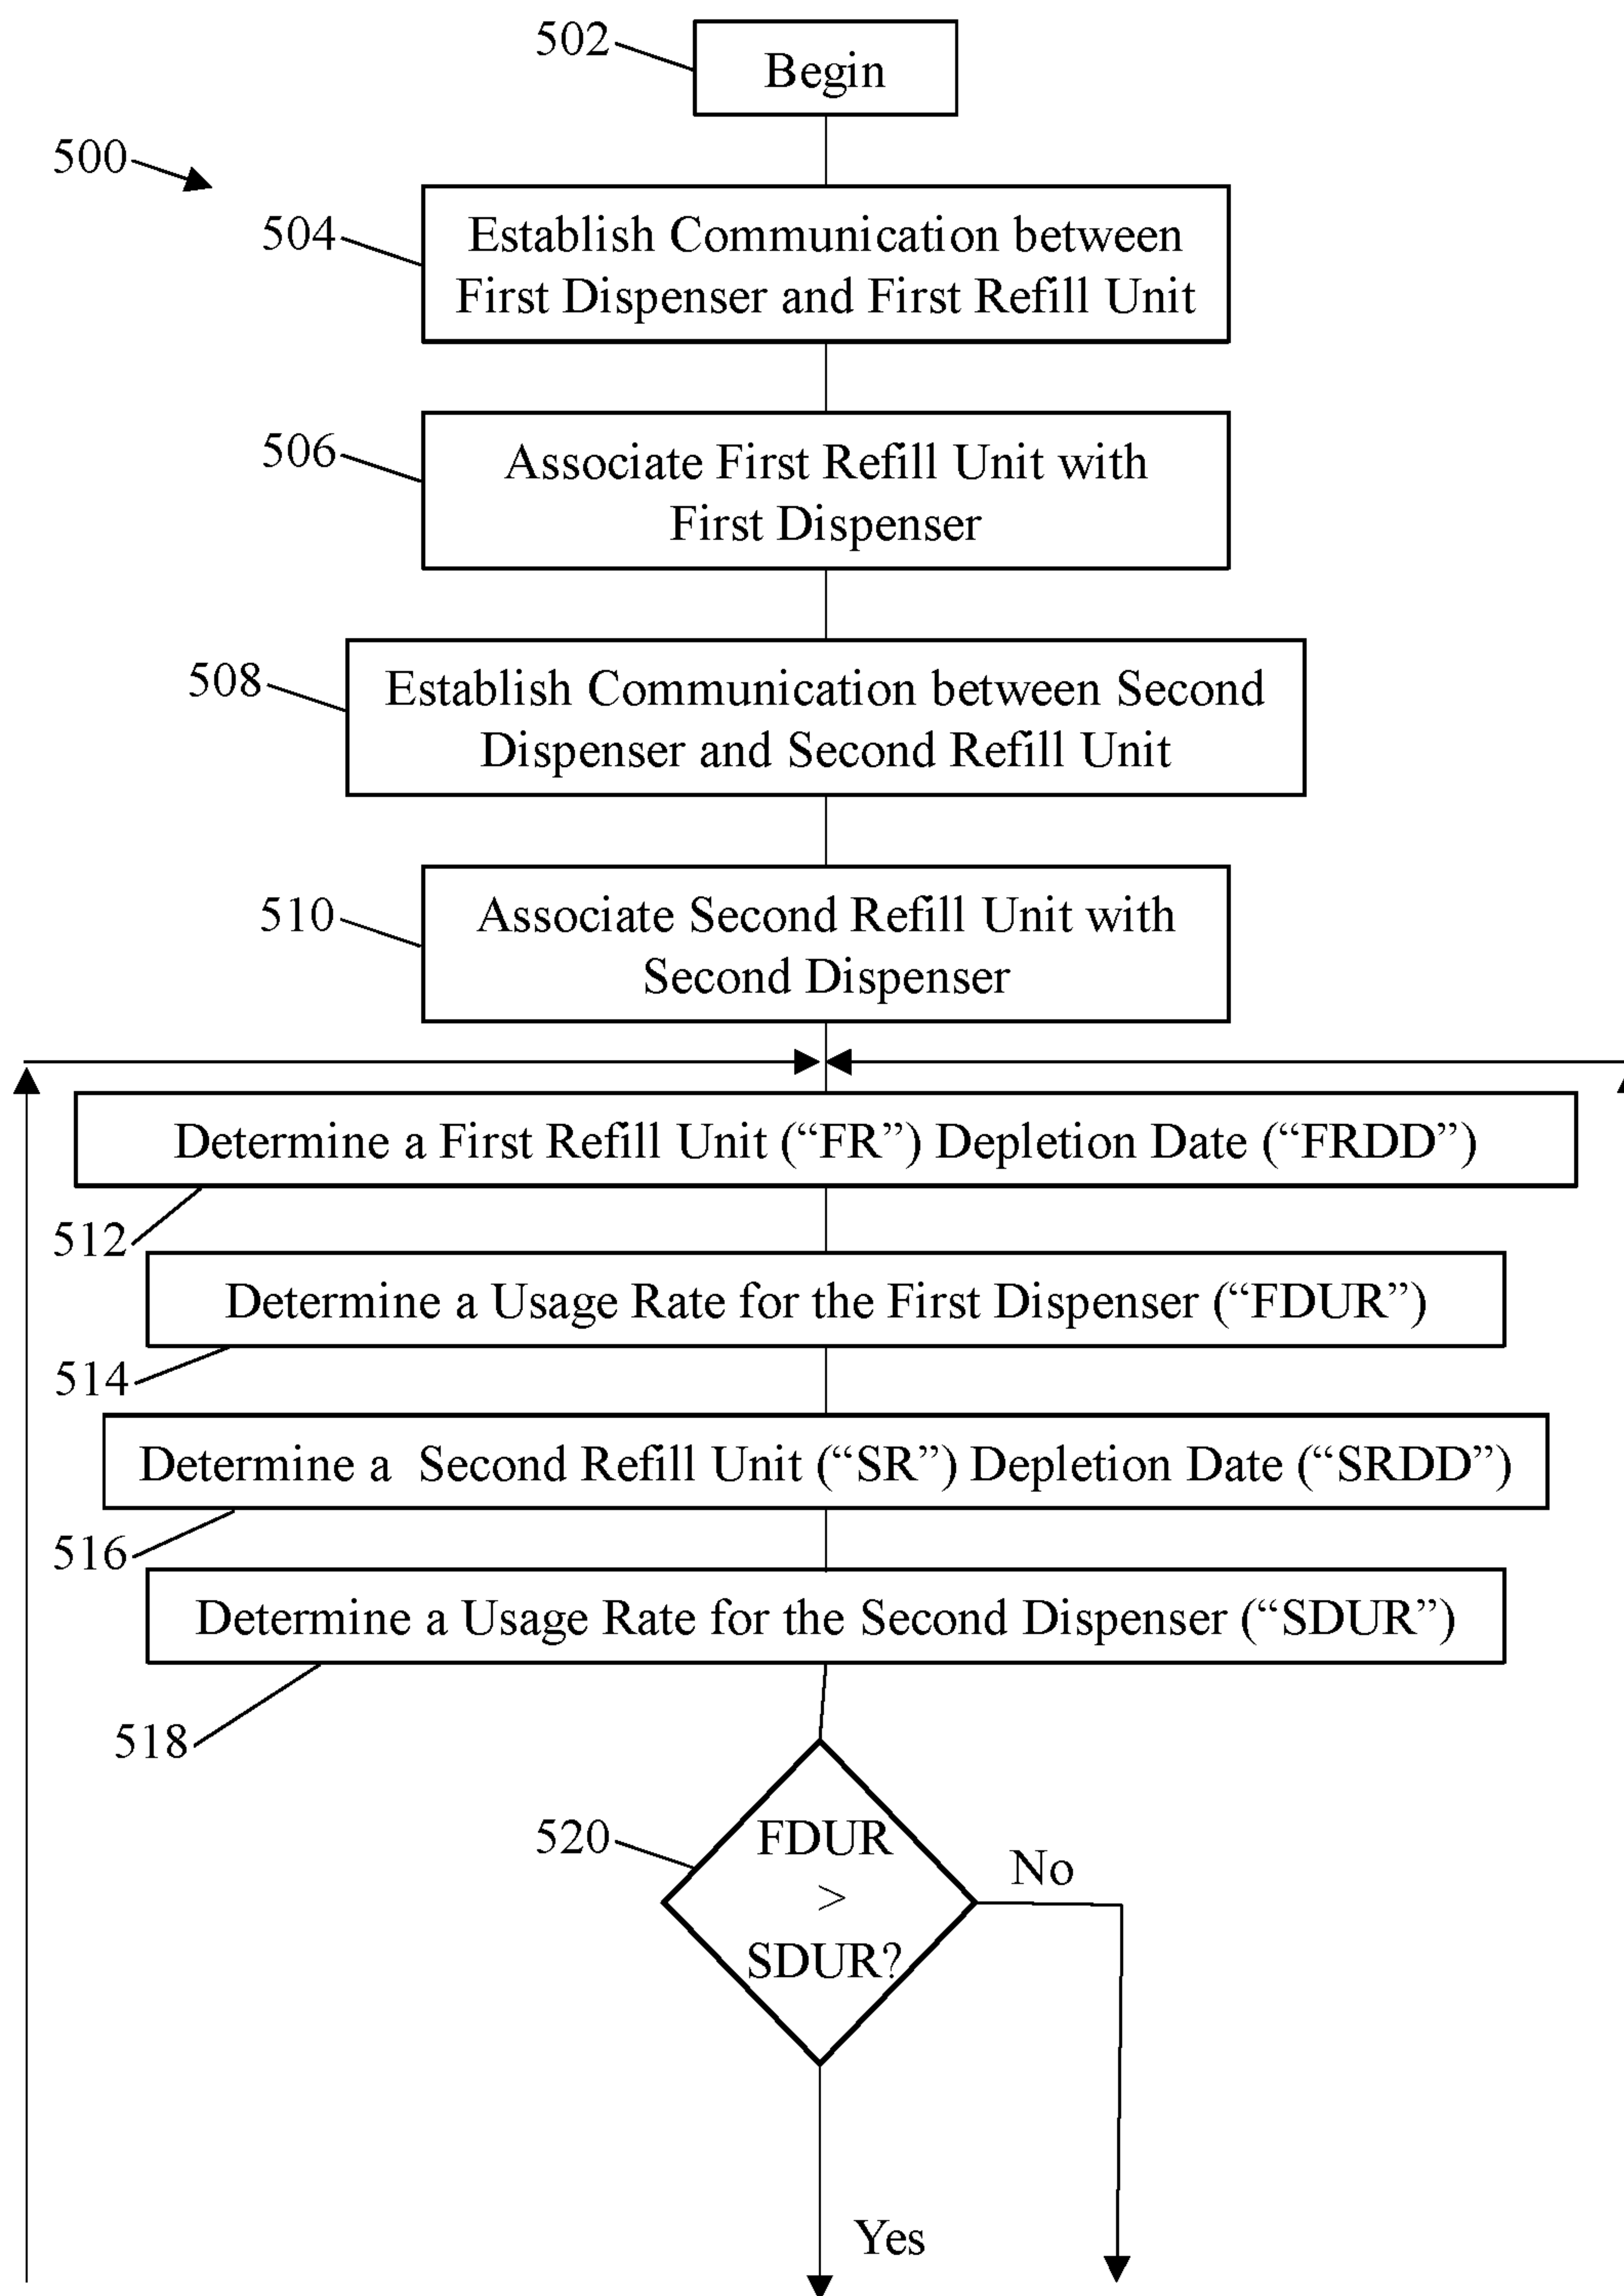 502
Begin
500
504
Establish Communication between
First Dispenser and First Refill Unit
506
Associate First Refill Unit with
First Dispenser
508
Establish Communication between Second
Dispenser and Second Refill Unit
510
Associate Second Refill Unit with
Second Dispenser
Determine a First Refill Unit (“FR”) Depletion Date (“FRDD”)
512
Determine a Usage Rate for the First Dispenser (“FDUR”)
514
Determine a  Second Refill Unit (“SR”) Depletion Date (“SRDD”)
516
Determine a Usage Rate for the Second Dispenser (“SDUR”)
518
520
FDUR
>
SDUR?
No
Yes